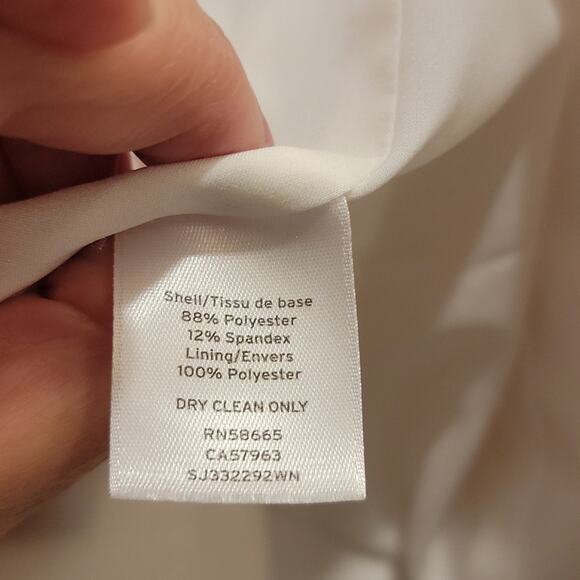 Shell/Tissu de base
88% Polyester
12% Spandex
Lining/Envers
100% Polyester
DRY CLEAN ONLY
RN58665
CA57963
SJ332292WN